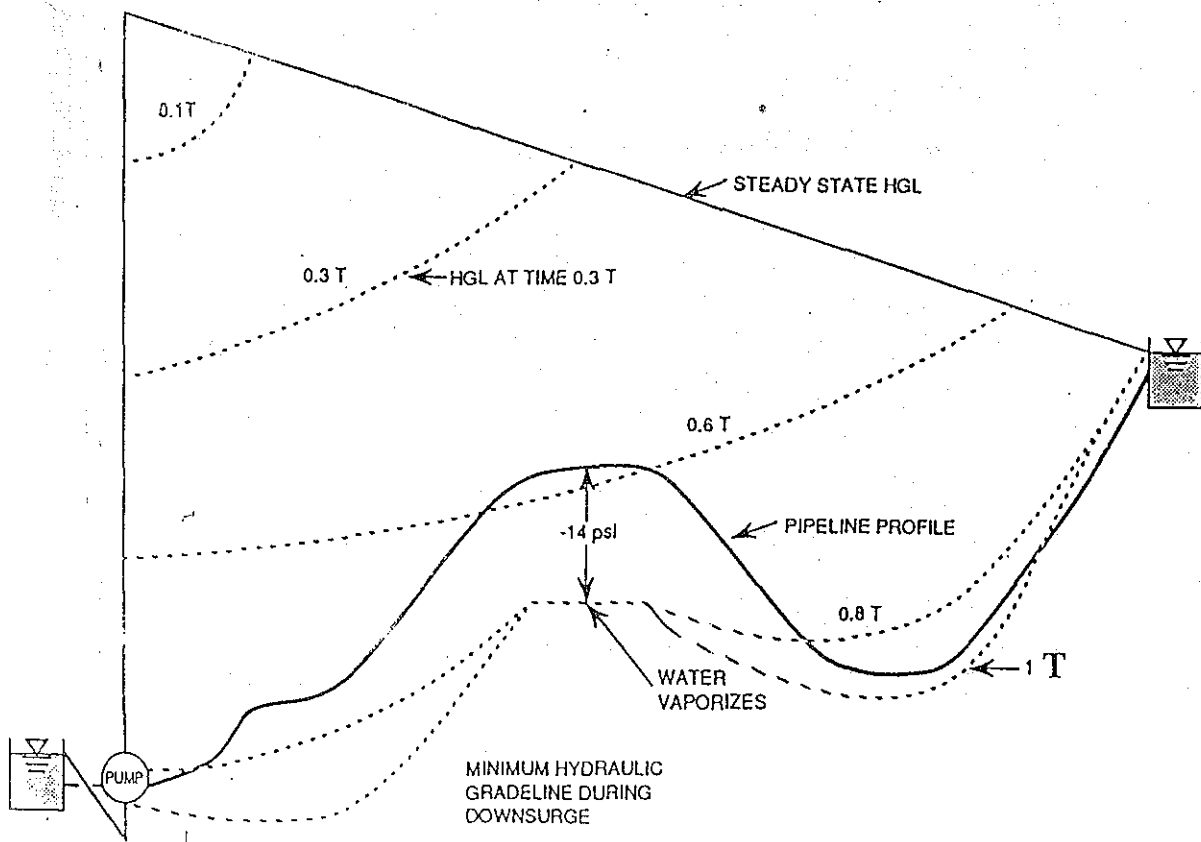 0.1 T
STEADY STATE HGL
0.3 T
HGL AT TIME 0.3 T
0.6 T
-14 psi
PIPELINE PROFILE
0.8 T
1 T
WATER
VAPORIZES
PUMP
MINIMUM HYDRAULIC
GRADELINE DURING
DOWNSURGE